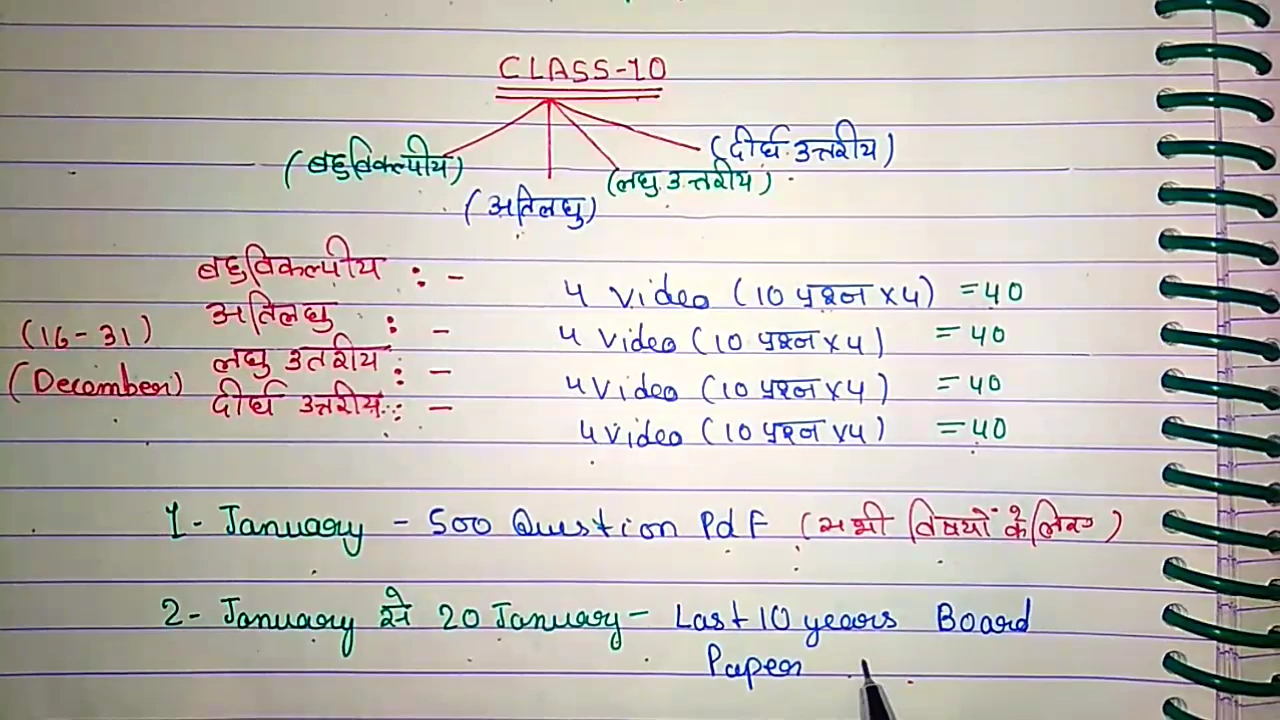 CLASS-10
(बहुविकल्पीय) (अतिलघु) (लघु उत्तरीय) (दीर्घ उत्तरीय)
बहुविकल्पीय : - 4 Video (10 प्रश्न x4) = 40
अतिलघु : - 4 Video (10 प्रश्न x4) = 40
(16-31)
लघु उत्तरीय : - 4 Video (10 प्रश्न x4) = 40
(December)
दीर्घ उत्तरीय : - 4 Video (10 प्रश्न x4) = 40
1- January - 500 Question Pdf (सभी विषयों के लिए)
2- January से 20 January - Last 10 years Board
Paper